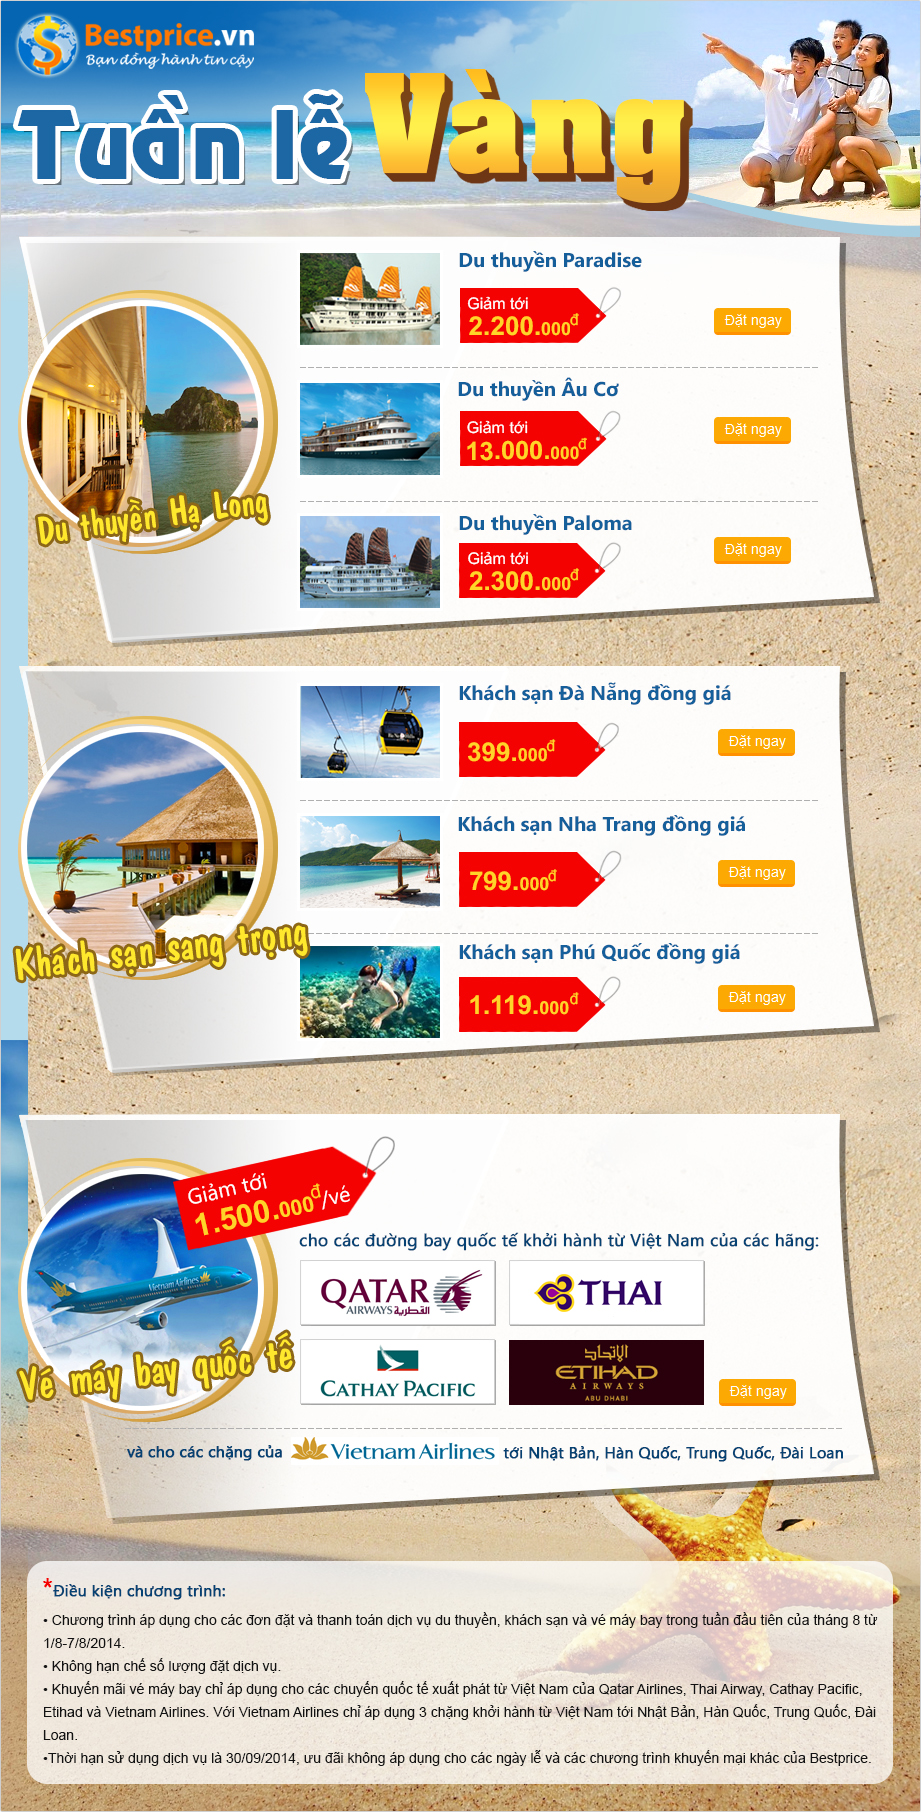 Bestprice.vn
Bạn đồng hành tin cậy
Tuần lễ Vàng
Du thuyền Hạ Long
Du thuyền Paradise
Giảm tới
2.200.000đ
Đặt ngay
Du thuyền Âu Cơ
Giảm tới
13.000.000đ
Đặt ngay
Du thuyền Paloma
Giảm tới
2.300.000đ
Đặt ngay
Khách sạn sang trọng
Khách sạn Đà Nẵng đồng giá
399.000đ
Đặt ngay
Khách sạn Nha Trang đồng giá
799.000đ
Đặt ngay
Khách sạn Phú Quốc đồng giá
1.119.000đ
Đặt ngay
Giảm tới
1.500.000đ/vé
Vietnam Airlines
Vé máy bay quốc tế
cho các đường bay quốc tế khởi hành từ Việt Nam của các hãng:
QATAR
AIRWAYS القطرية
THAI
CATHAY PACIFIC
الإتحاد
ETIHAD
AIRWAYS
ABU DHABI
Đặt ngay
và cho các chặng của Vietnam Airlines tới Nhật Bản, Hàn Quốc, Trung Quốc, Đài Loan
*Điều kiện chương trình:
• Chương trình áp dụng cho các đơn đặt và thanh toán dịch vụ du thuyền, khách sạn và vé máy bay trong tuần đầu tiên của tháng 8 từ
1/8-7/8/2014.
• Không hạn chế số lượng đặt dịch vụ.
• Khuyến mãi vé máy bay chỉ áp dụng cho các chuyến quốc tế xuất phát từ Việt Nam của Qatar Airlines, Thai Airway, Cathay Pacific,
Etihad và Vietnam Airlines. Với Vietnam Airlines chỉ áp dụng 3 chặng khởi hành từ Việt Nam tới Nhật Bản, Hàn Quốc, Trung Quốc, Đài
Loan.
•Thời hạn sử dụng dịch vụ là 30/09/2014, ưu đãi không áp dụng cho các ngày lễ và các chương trình khuyến mại khác của Bestprice.